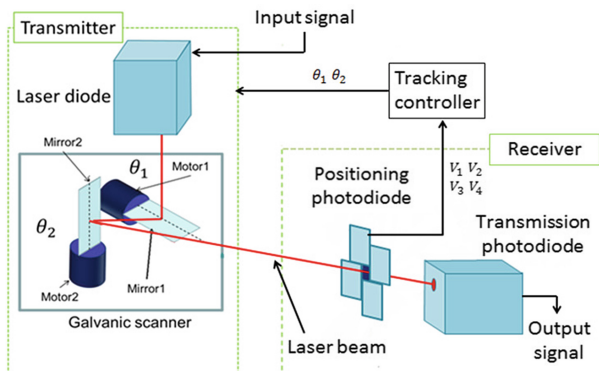 Transmitter
Input signal
Laser diode
θ₁ θ₂
Tracking
controller
Receiver
Mirror2
θ₁
Motor1
Positioning
photodiode
V₁ V₂
V₃ V₄
θ₂
Transmission
photodiode
Motor2
Mirror1
Galvanic scanner
Laser beam
Output
signal